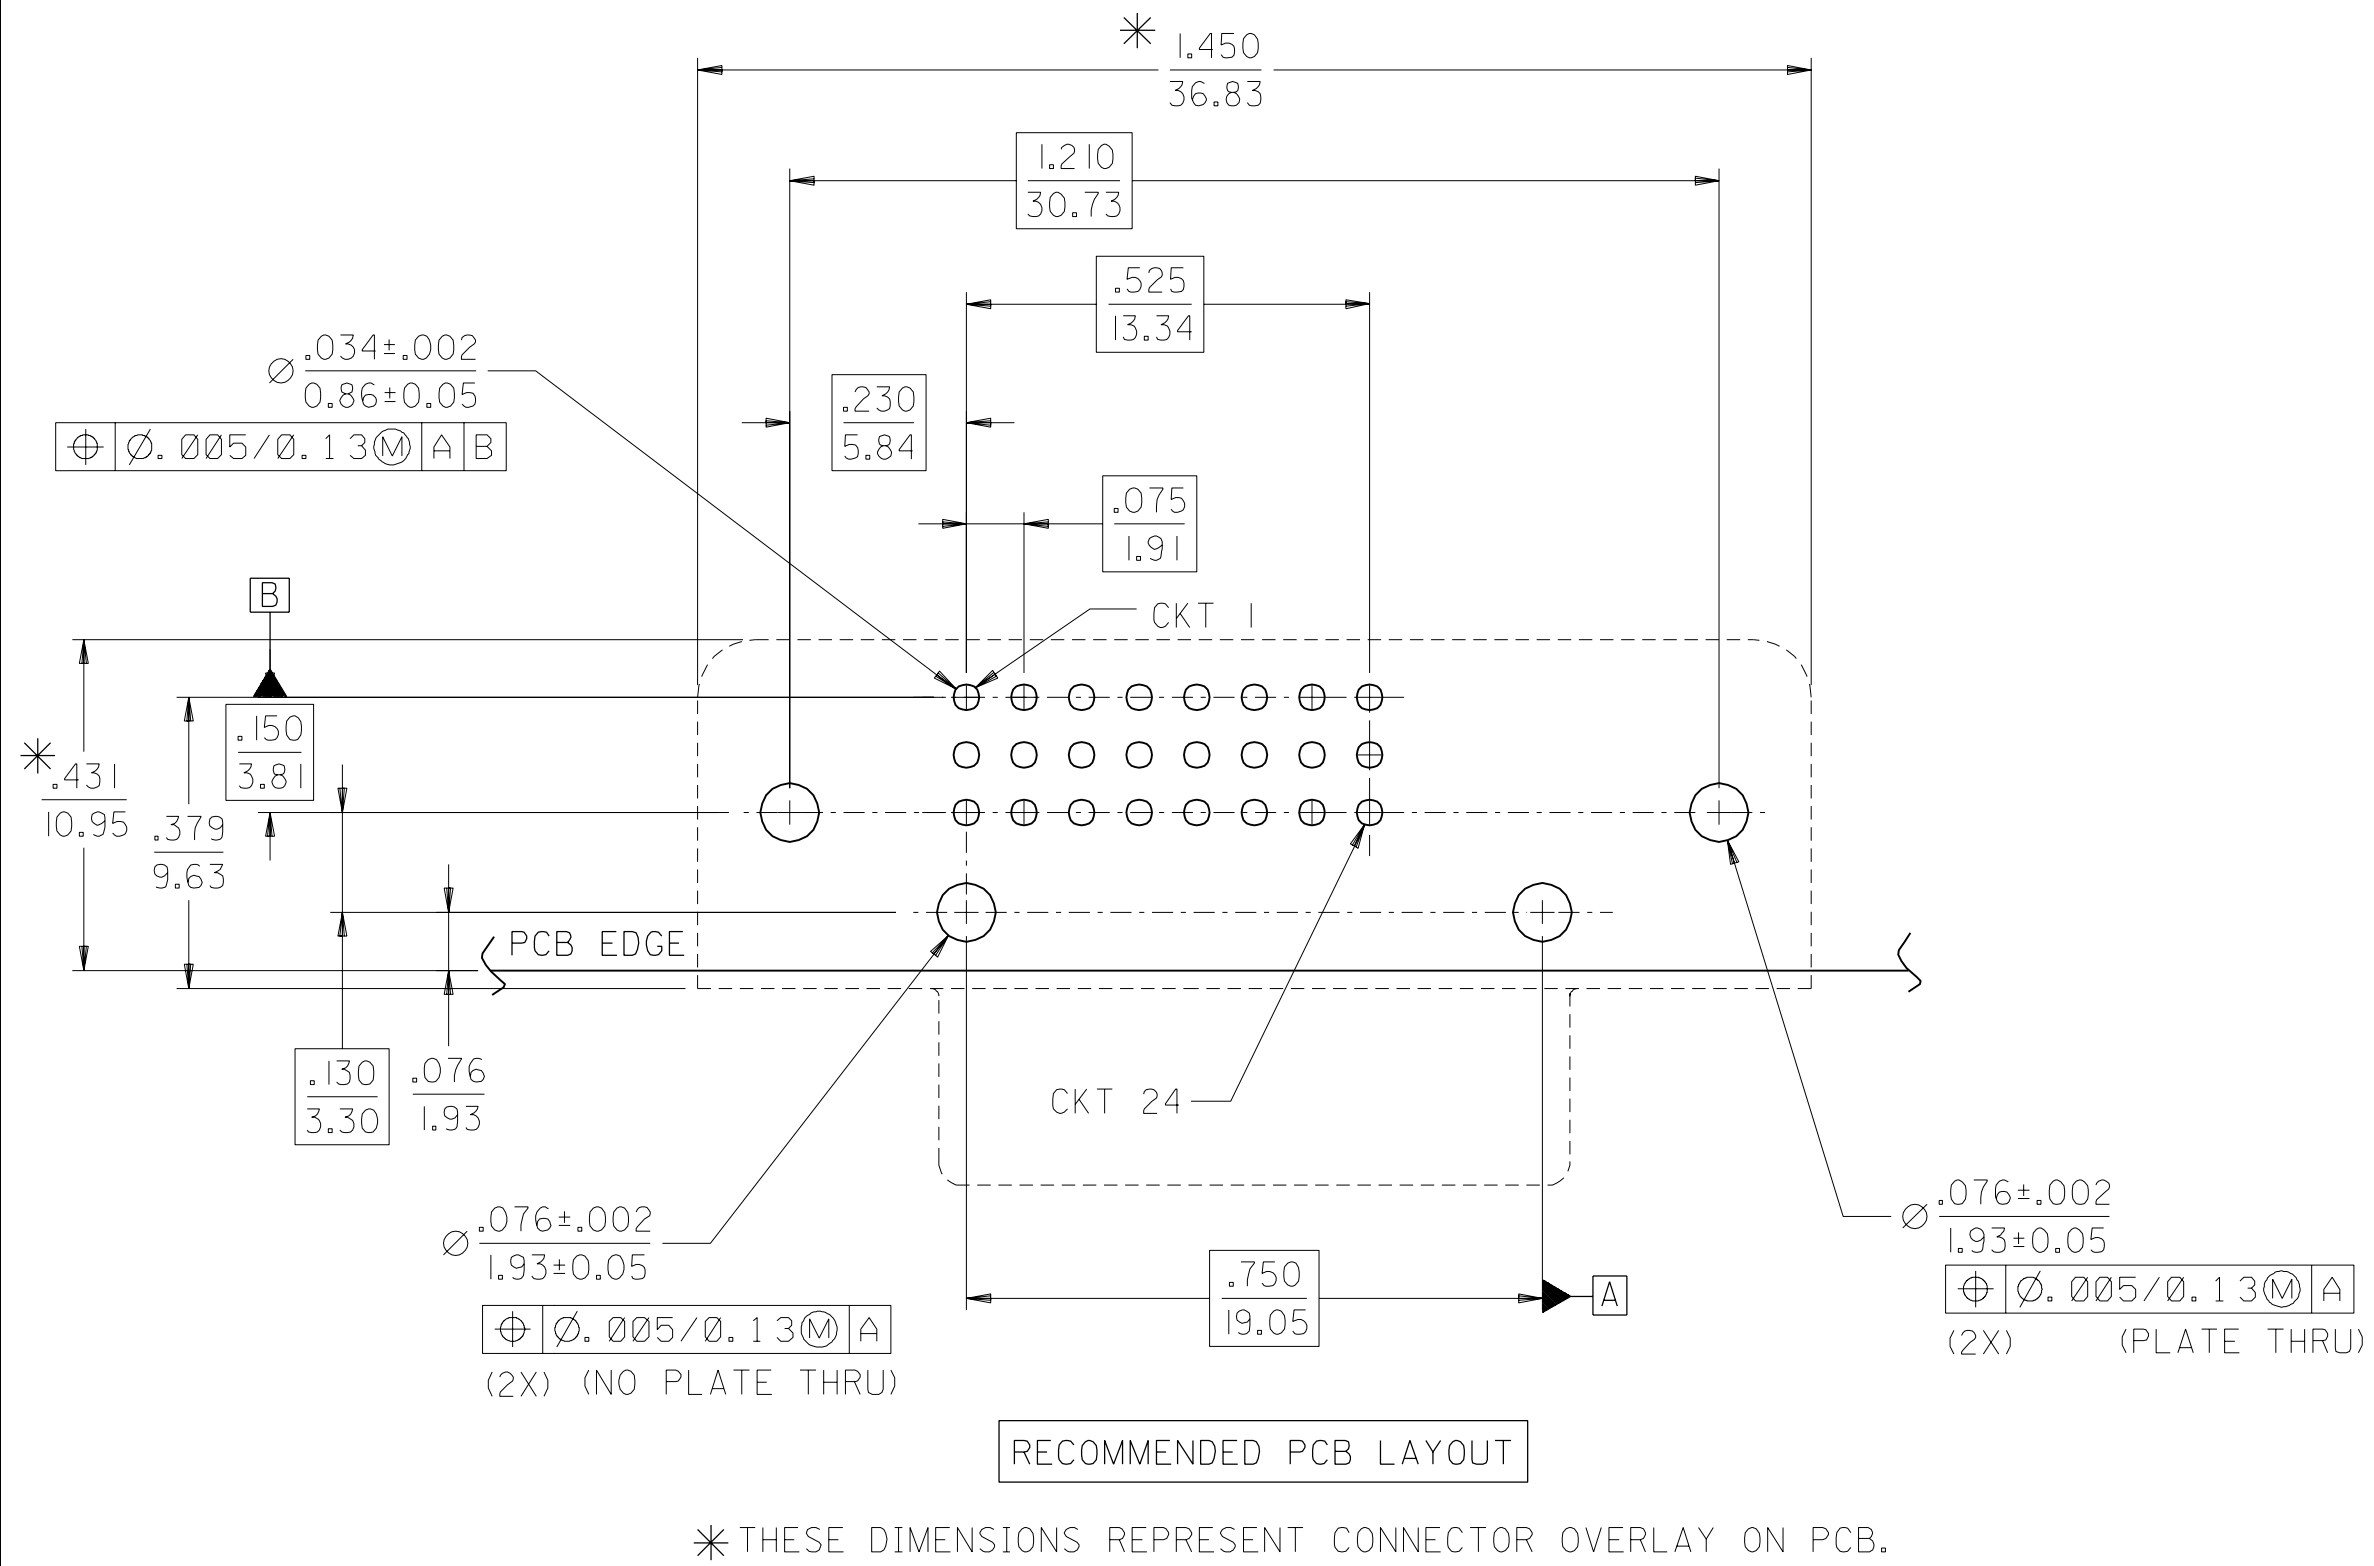 1.450
36.83
1.210
30.73
.525
13.34
.034±.002
⌀
0.86±0.05
⌖ ⌀.005/0.13Ⓜ A B
.230
5.84
.075
1.91
B
CKT 1
.150
3.81
.431
10.95
.379
9.63
PCB EDGE
.130
3.30
.076
1.93
CKT 24
⌀ .076±.002
1.93±0.05
⌖ ⌀.005/0.13Ⓜ A
(2X) (NO PLATE THRU)
.750
19.05
A
⌀ .076±.002
1.93±0.05
⌖ ⌀.005/0.13Ⓜ A
(2X) (PLATE THRU)
RECOMMENDED PCB LAYOUT
* THESE DIMENSIONS REPRESENT CONNECTOR OVERLAY ON PCB.